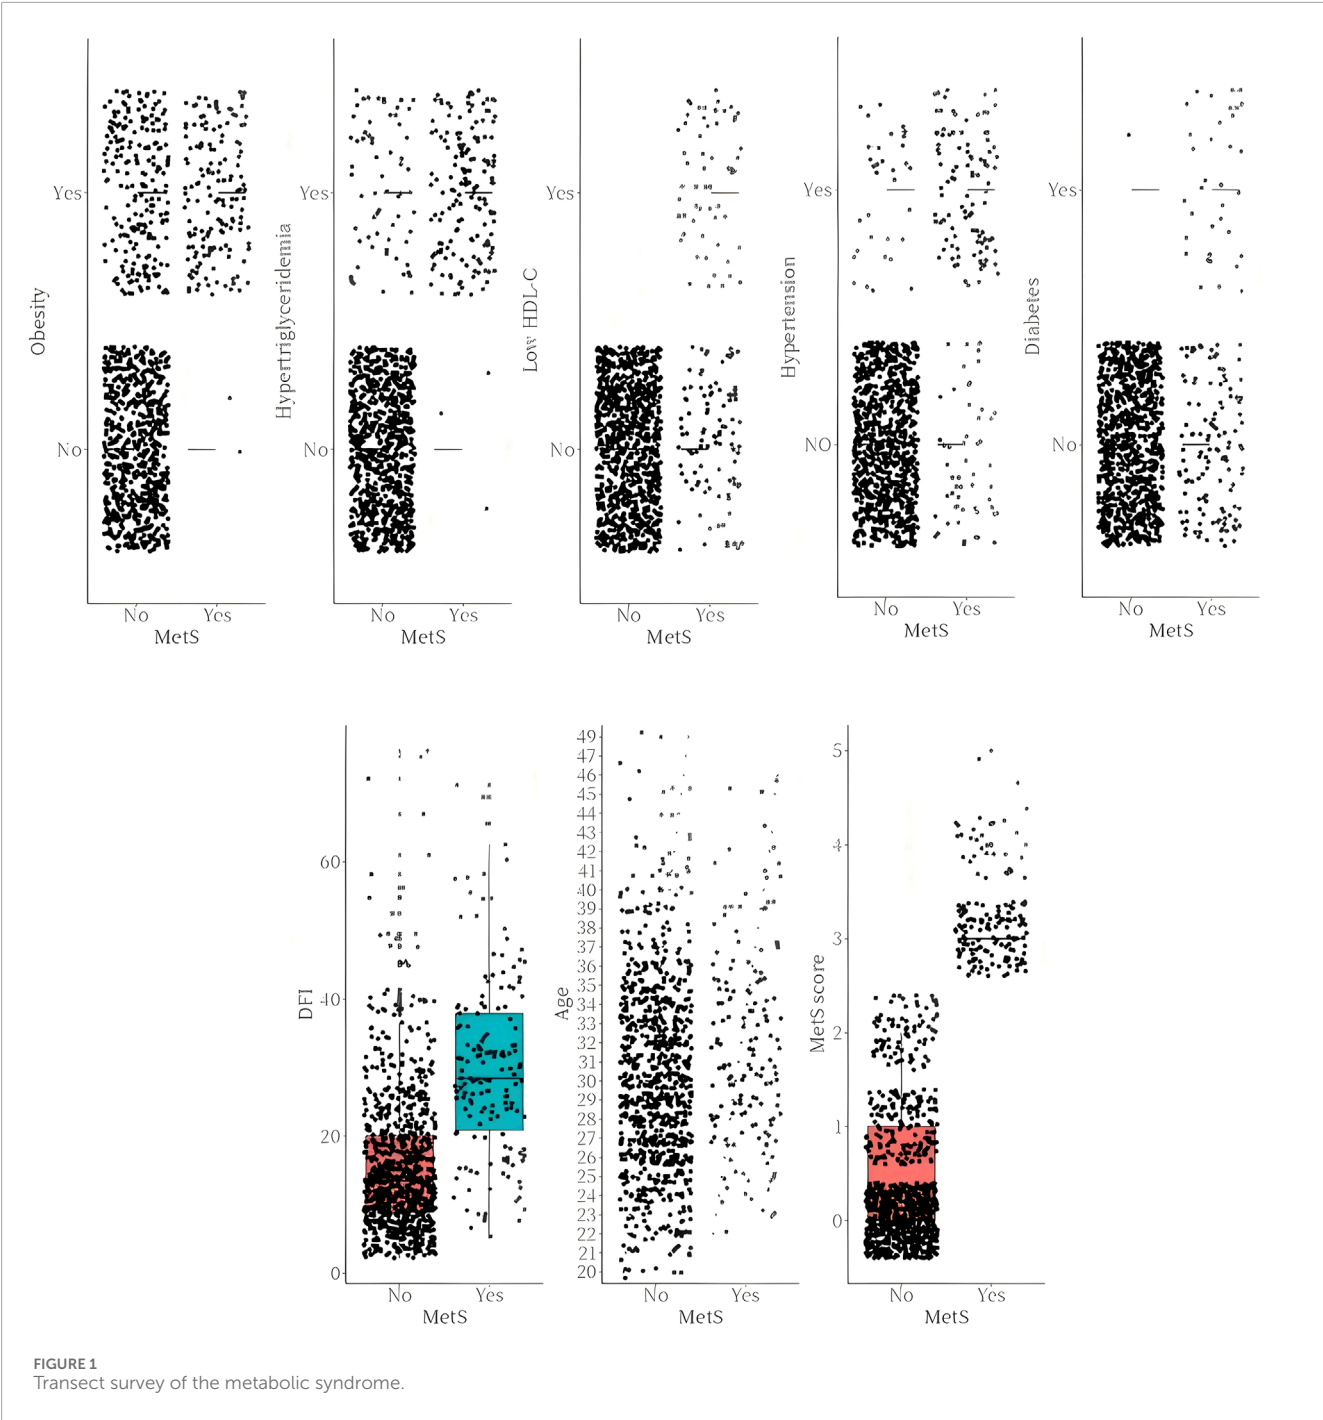 Yes
No
Obesity
No Yes
MetS
Yes
No
Hypertriglyceridemia
No Yes
MetS
Yes
No
Low HDL-C
No Yes
MetS
Yes
NO
Hypertension
No Yes
MetS
Yes
No
Diabetes
No Yes
MetS
60
40
20
0
DFI
No Yes
MetS
49
47
46
45
44
43
42
41
40
39
38
37
36
35
34
33
32
31
30
29
28
27
26
25
24
23
22
21
20
Age
No Yes
MetS
5
4
3
2
1
0
MetS score
No Yes
MetS
FIGURE 1
Transect survey of the metabolic syndrome.